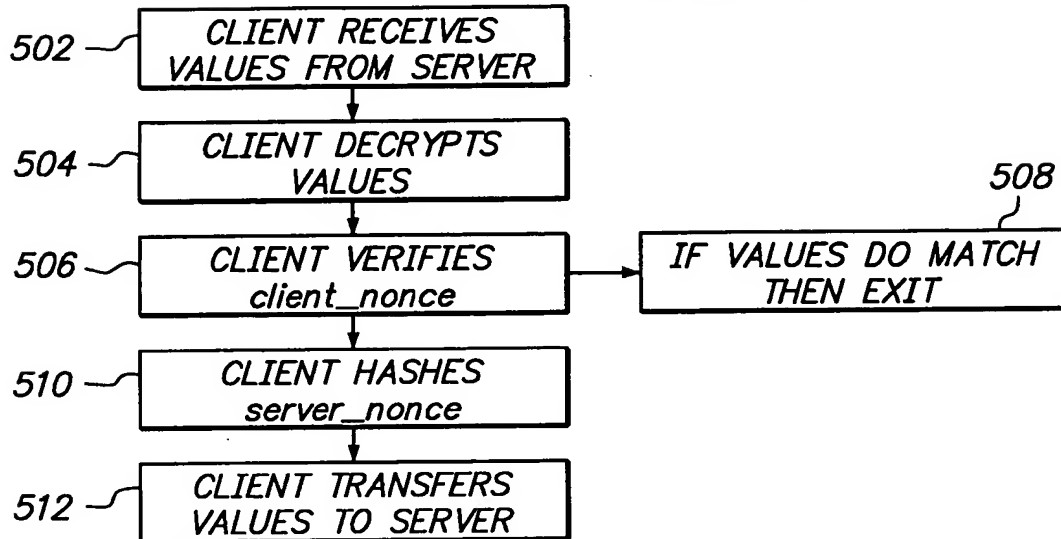 502
CLIENT RECEIVES
VALUES FROM SERVER
504
CLIENT DECRYPTS
VALUES
506
CLIENT VERIFIES
client_nonce
508
IF VALUES DO MATCH
THEN EXIT
510
CLIENT HASHES
server_nonce
512
CLIENT TRANSFERS
VALUES TO SERVER